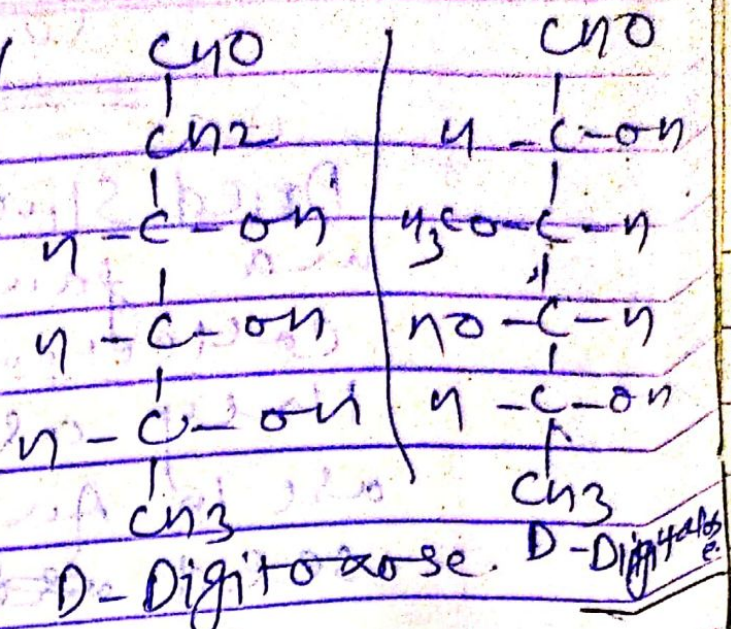 CHO
|
CH2
|
H - C - OH
|
H - C - OH
|
H - C - OH
|
CH3
D - Digitoxose.
CHO
|
H - C - OH
|
H3CO - C - H
|
HO - C - H
|
H - C - OH
|
CH3
D - Digitalose.